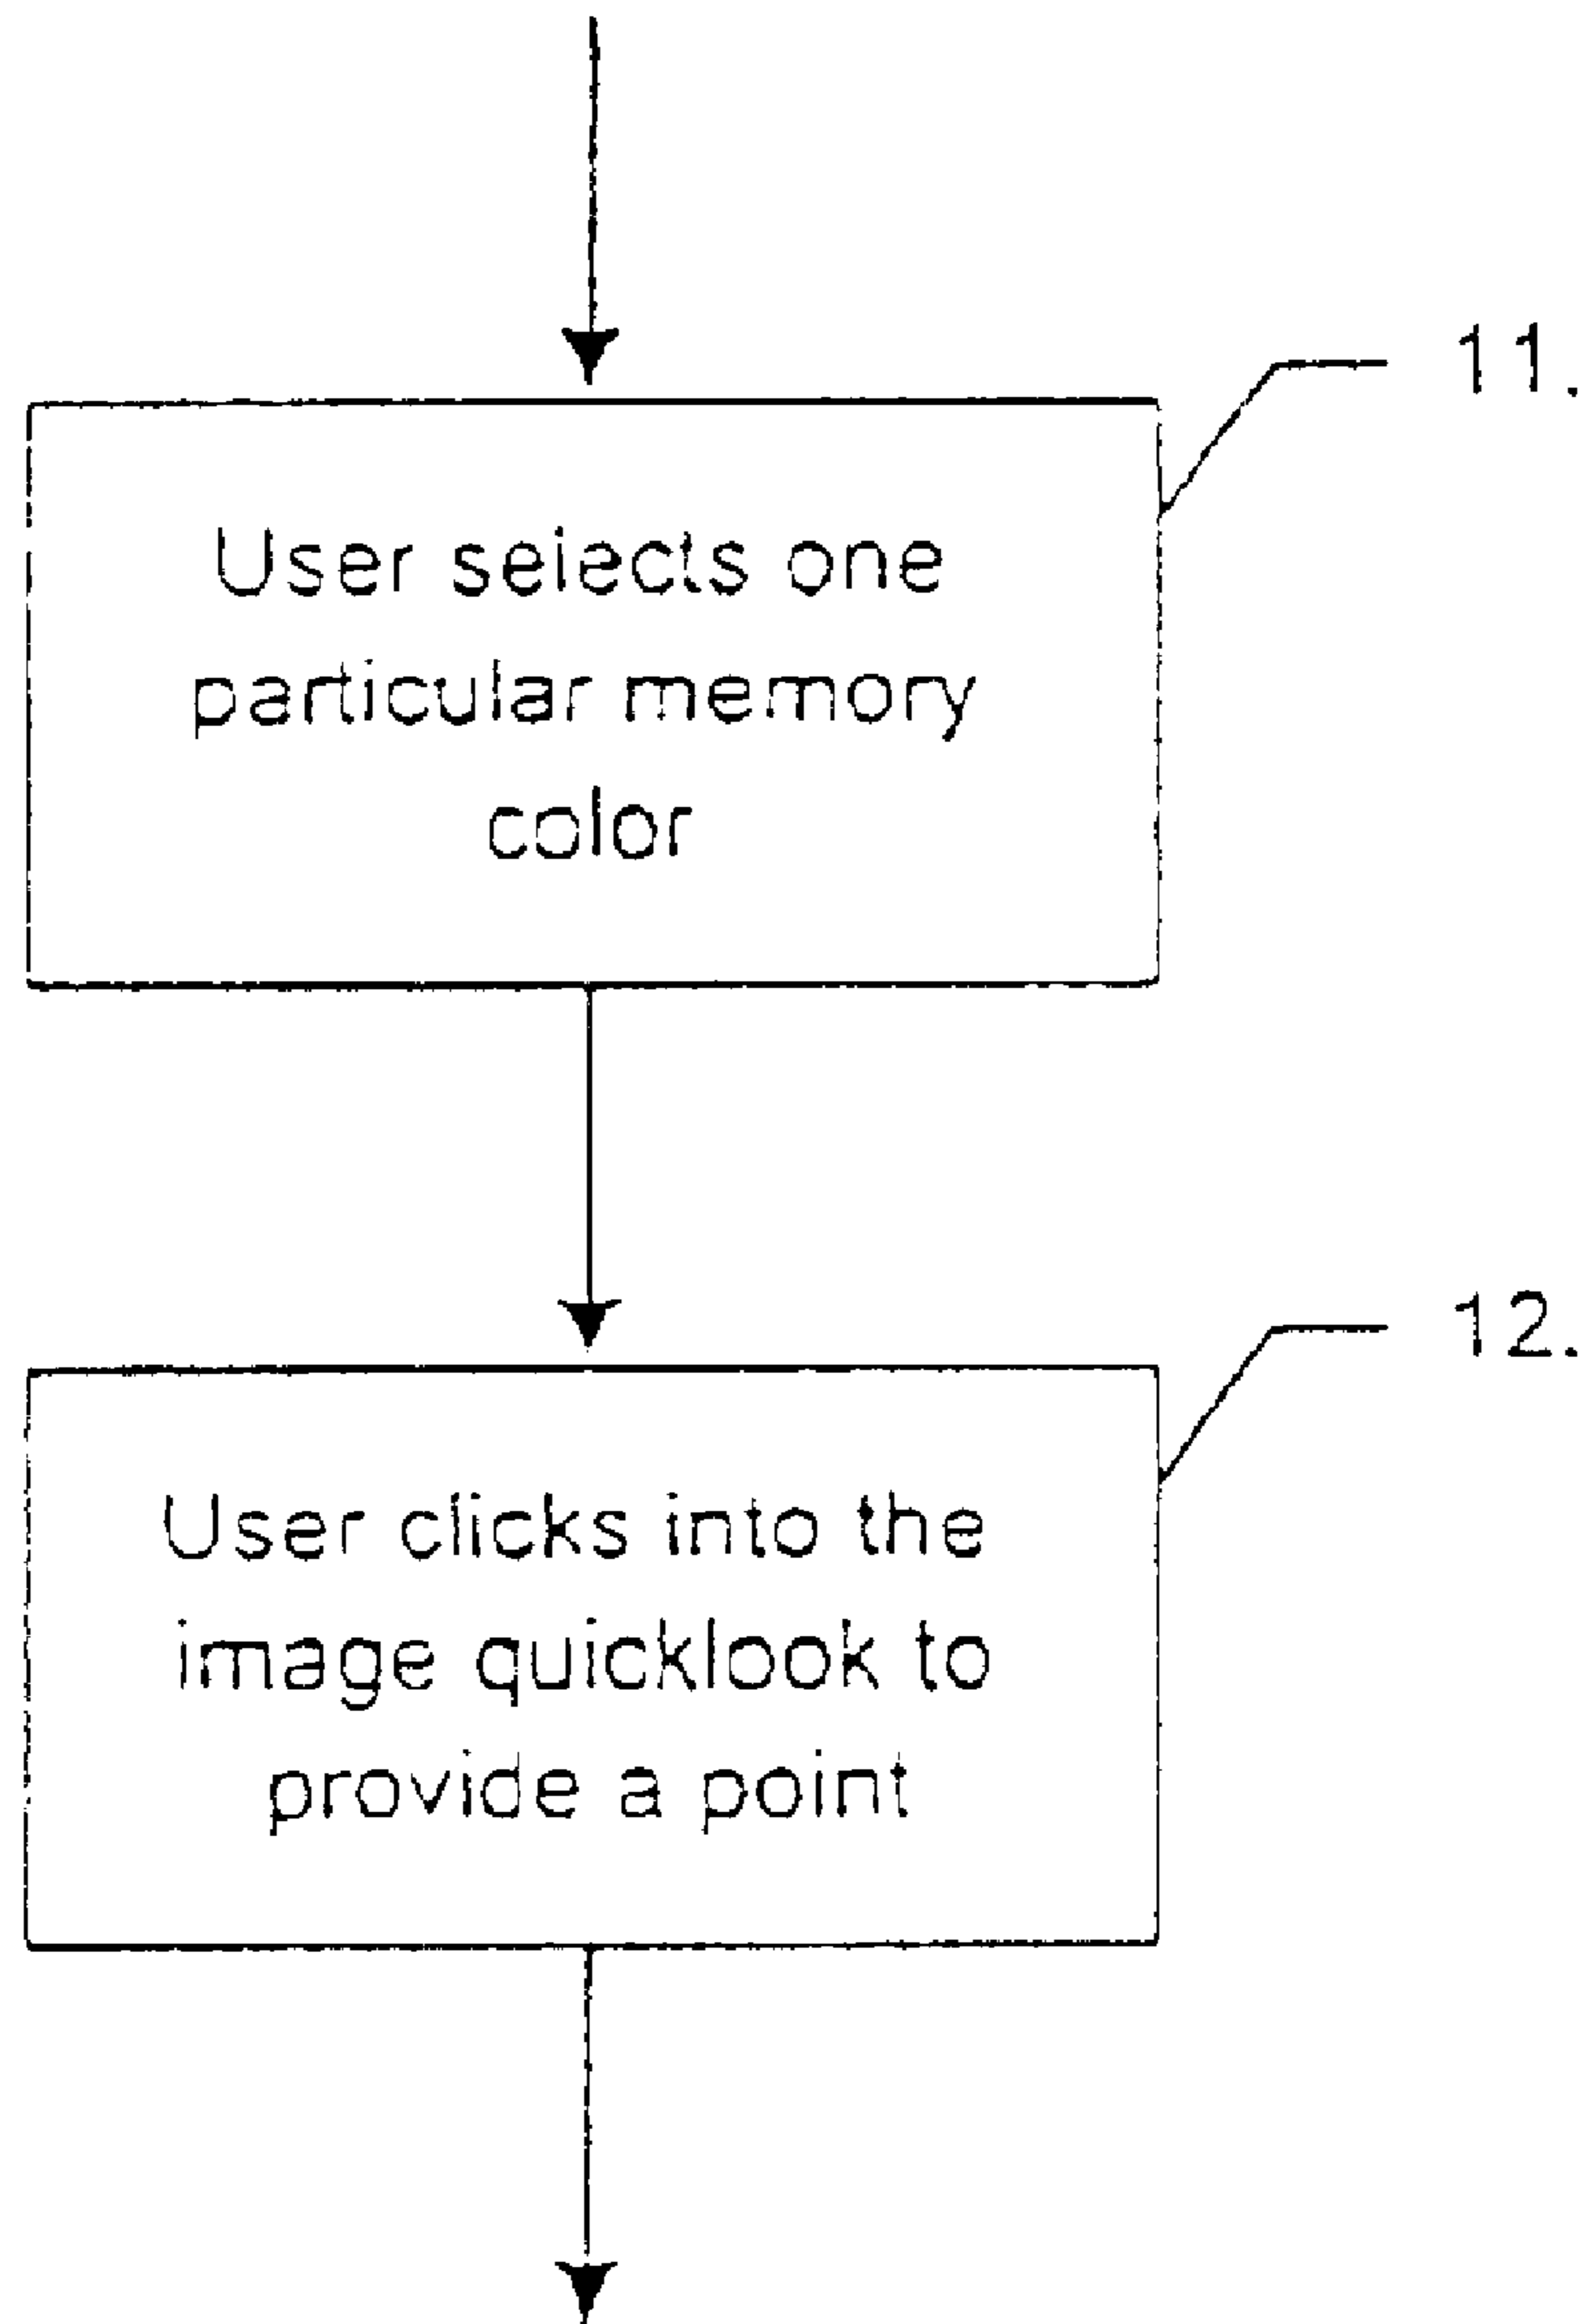 11.
User selects one
particular memory
color
12.
User clicks into the
image quicklook to
provide a point